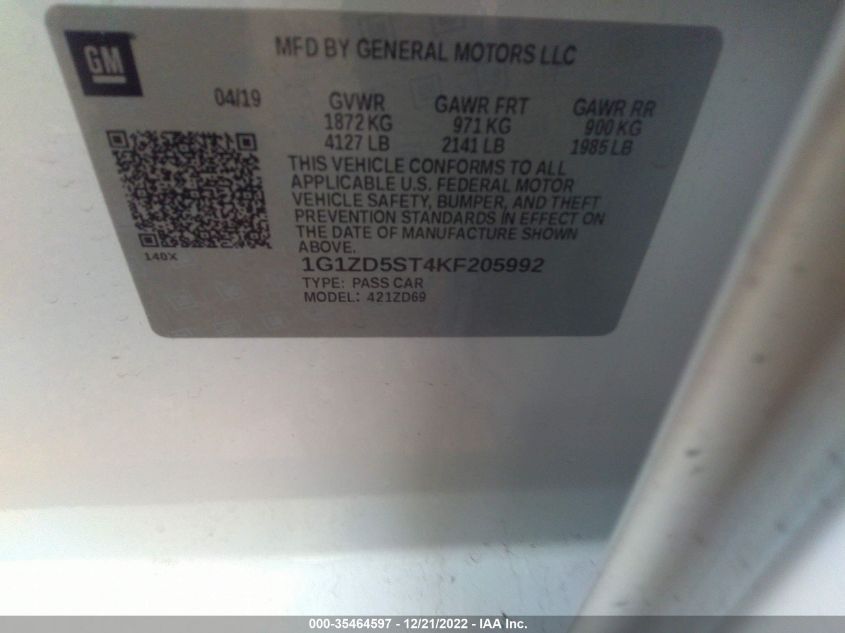 GM
MFD BY GENERAL MOTORS LLC
04/19 GVWR GAWR FRT GAWR RR
1872 KG 971 KG 900 KG
4127 LB 2141 LB 1985 LB
THIS VEHICLE CONFORMS TO ALL
APPLICABLE U.S. FEDERAL MOTOR
VEHICLE SAFETY, BUMPER, AND THEFT
PREVENTION STANDARDS IN EFFECT ON
THE DATE OF MANUFACTURE SHOWN
ABOVE.
140X
1G1ZD5ST4KF205992
TYPE: PASS CAR
MODEL: 421ZD69
000-35464597 - 12/21/2022 - IAA Inc.